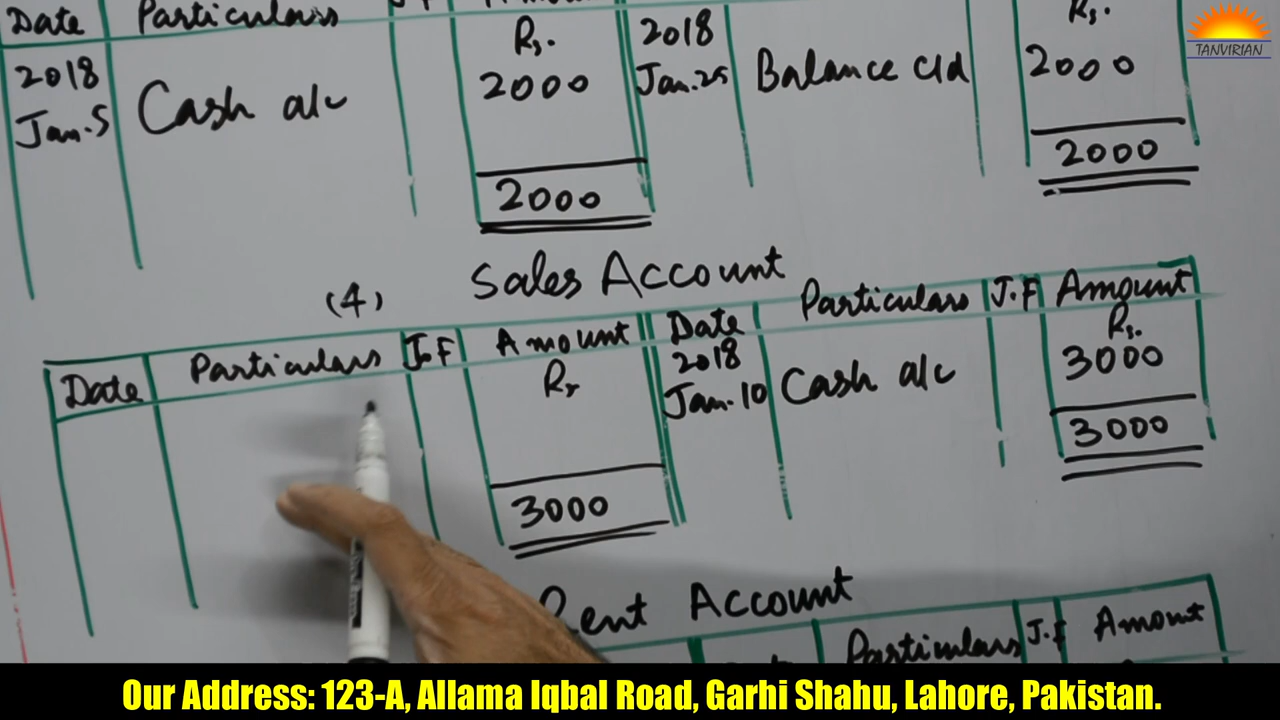 Date Particulars J.F Amount
Rs. 2018 Rs.
2018 2000 Jan.25 Balance c/d 2000
Jan.5 Cash a/c
2000 2000
Sales Account
(4)
Date Particulars J.F Amount Date Particulars J.F Amount
Rs 2018 Rs.
Jan.10 Cash a/c 3000
3000 3000
Rent Account
Particulars J.F Amount
TANVIRIAN
Our Address: 123-A, Allama Iqbal Road, Garhi Shahu, Lahore, Pakistan.